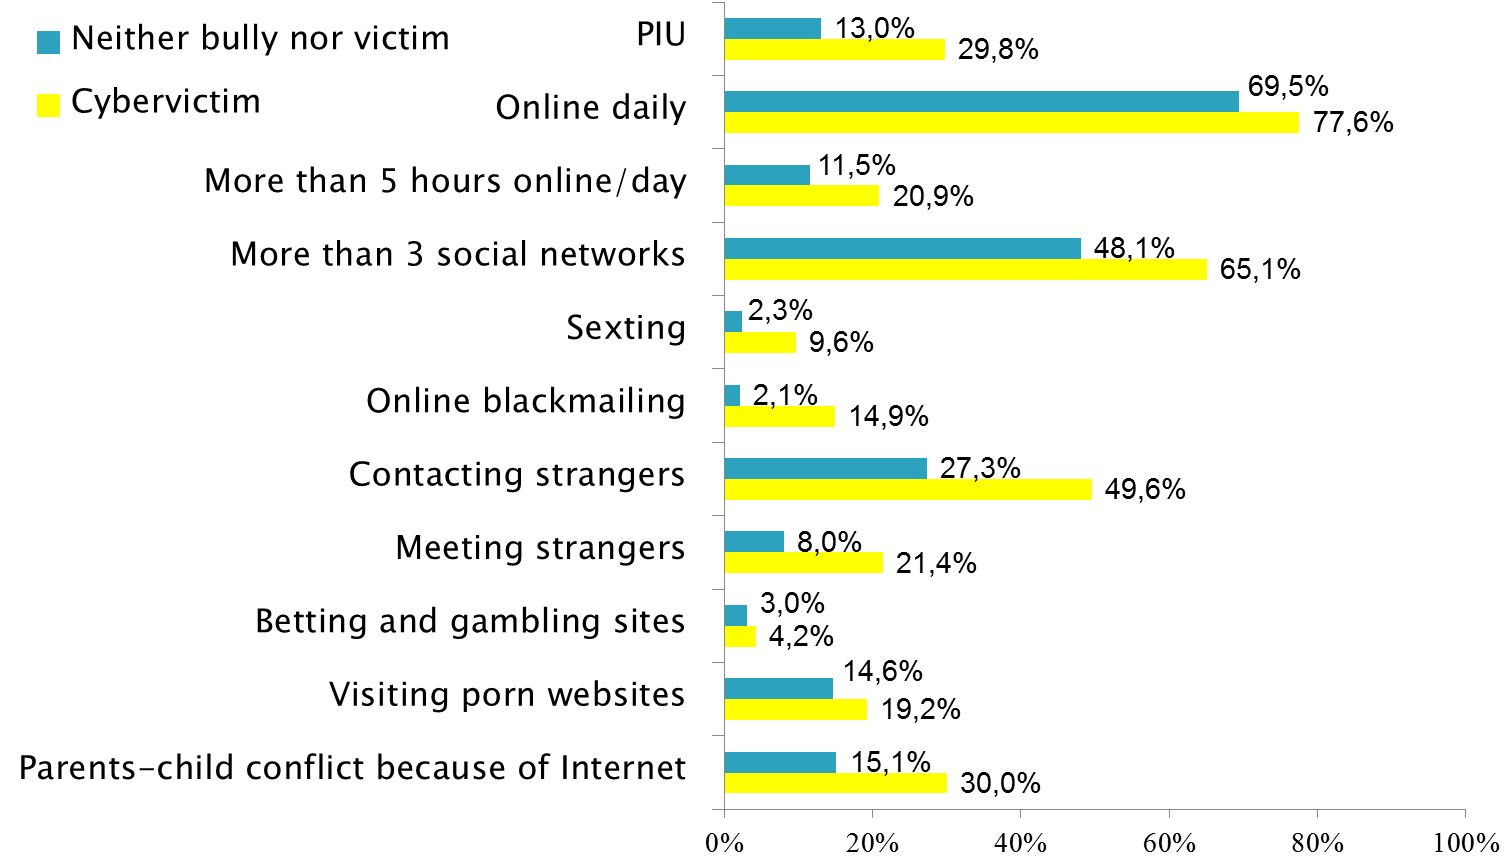 Neither bully nor victim
Cybervictim
PIU
13,0%
29,8%
Online daily
69,5%
77,6%
More than 5 hours online/day
11,5%
20,9%
More than 3 social networks
48,1%
65,1%
Sexting
2,3%
9,6%
Online blackmailing
2,1%
14,9%
Contacting strangers
27,3%
49,6%
Meeting strangers
8,0%
21,4%
Betting and gambling sites
3,0%
4,2%
Visiting porn websites
14,6%
19,2%
Parents-child conflict because of Internet
15,1%
30,0%
0% 20% 40% 60% 80% 100%